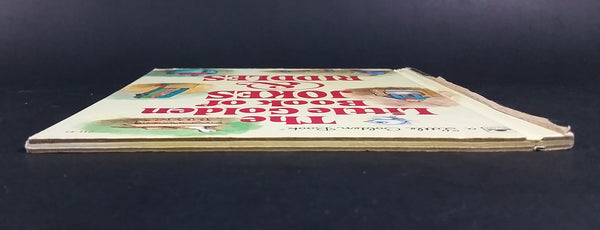 a Little Golden Book
The
Little Golden
Book of
JOKES
&
RIDDLES